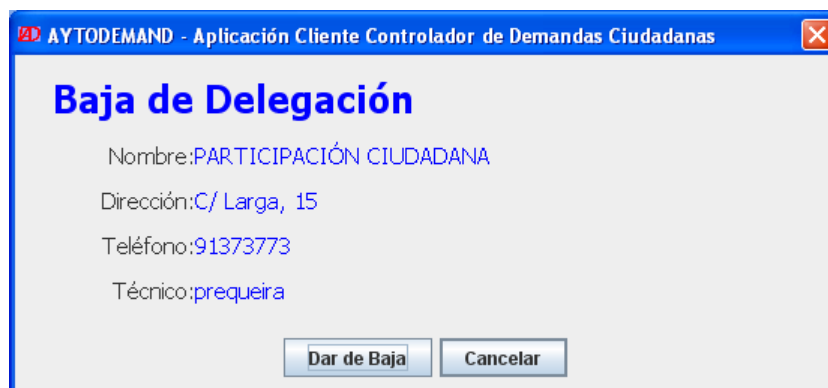 AYTODEMAND - Aplicación Cliente Controlador de Demandas Ciudadanas
Baja de Delegación
Nombre:PARTICIPACIÓN CIUDADANA
Dirección:C/ Larga, 15
Teléfono:91373773
Técnico:prequeira
Dar de Baja Cancelar